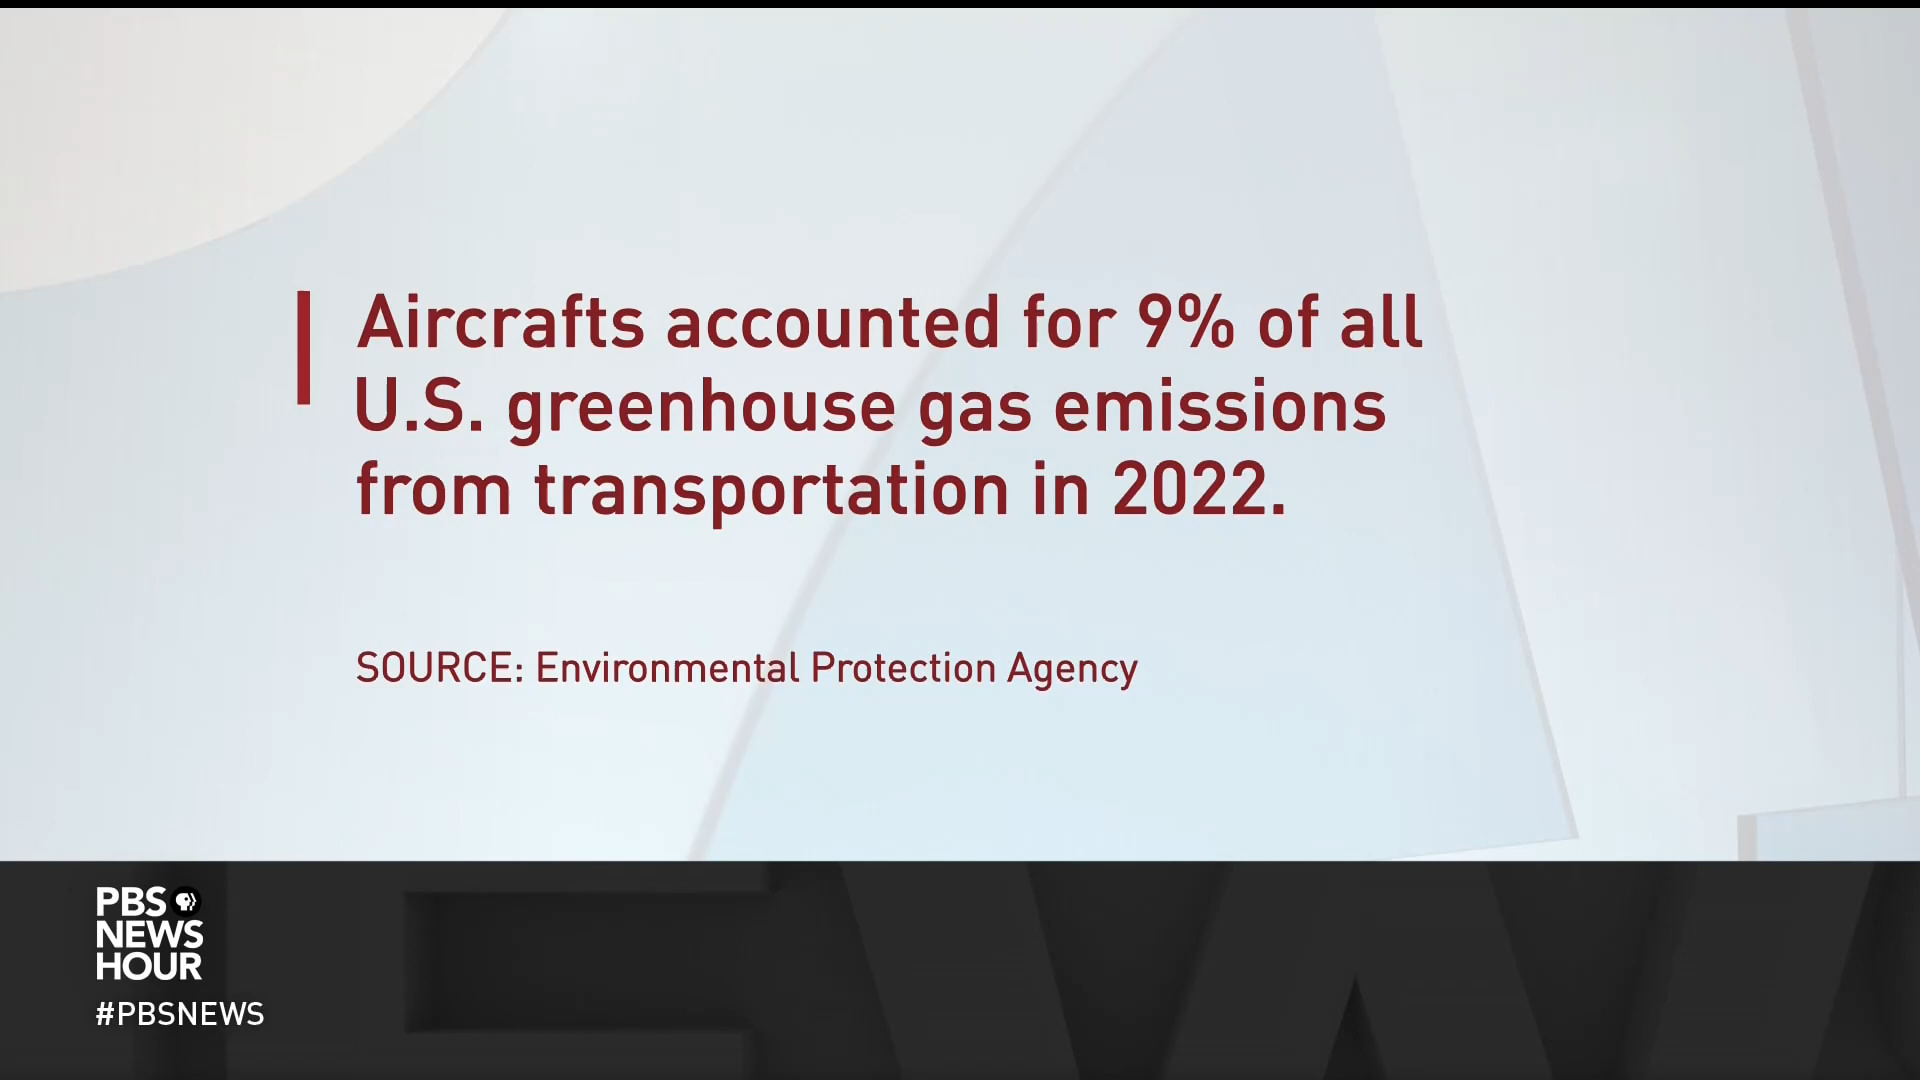 Aircrafts accounted for 9% of all
U.S. greenhouse gas emissions
from transportation in 2022.
SOURCE: Environmental Protection Agency
PBS
NEWS
HOUR
#PBSNEWS